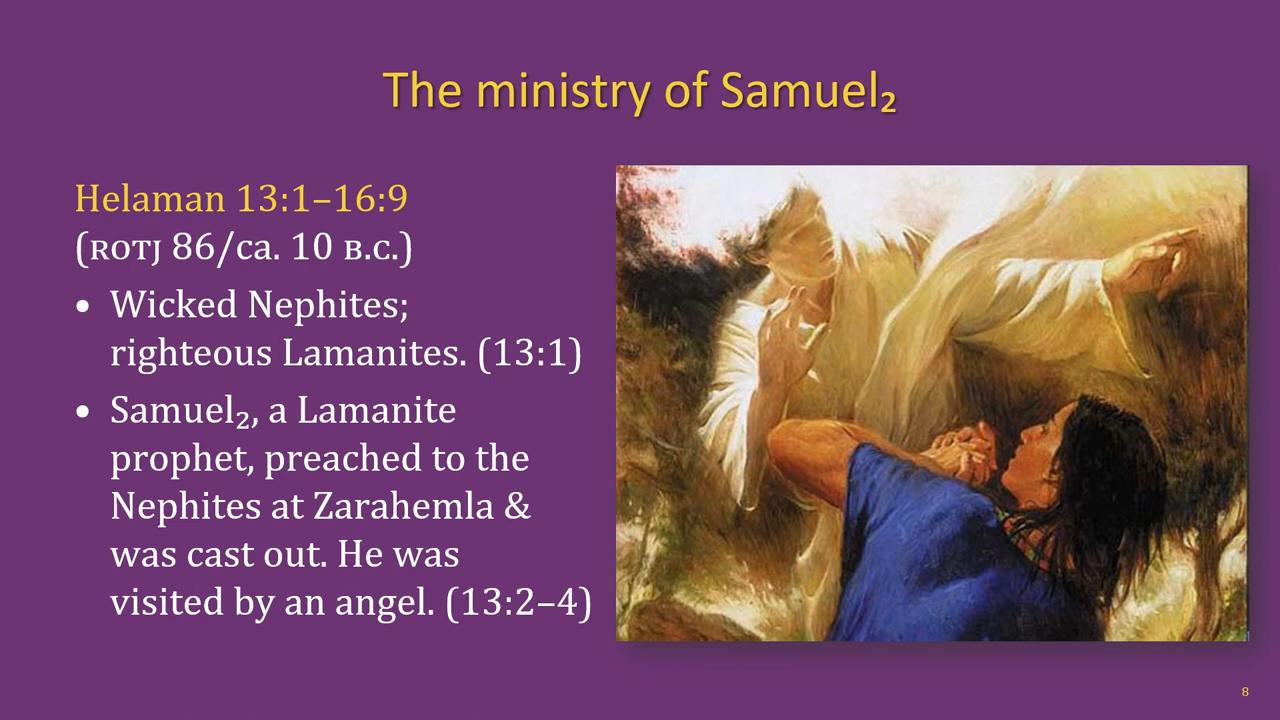 The ministry of Samuel₂
Helaman 13:1–16:9
(ROTJ 86/ca. 10 B.C.)
• Wicked Nephites;
righteous Lamanites. (13:1)
• Samuel₂, a Lamanite
prophet, preached to the
Nephites at Zarahemla &
was cast out. He was
visited by an angel. (13:2–4)
8